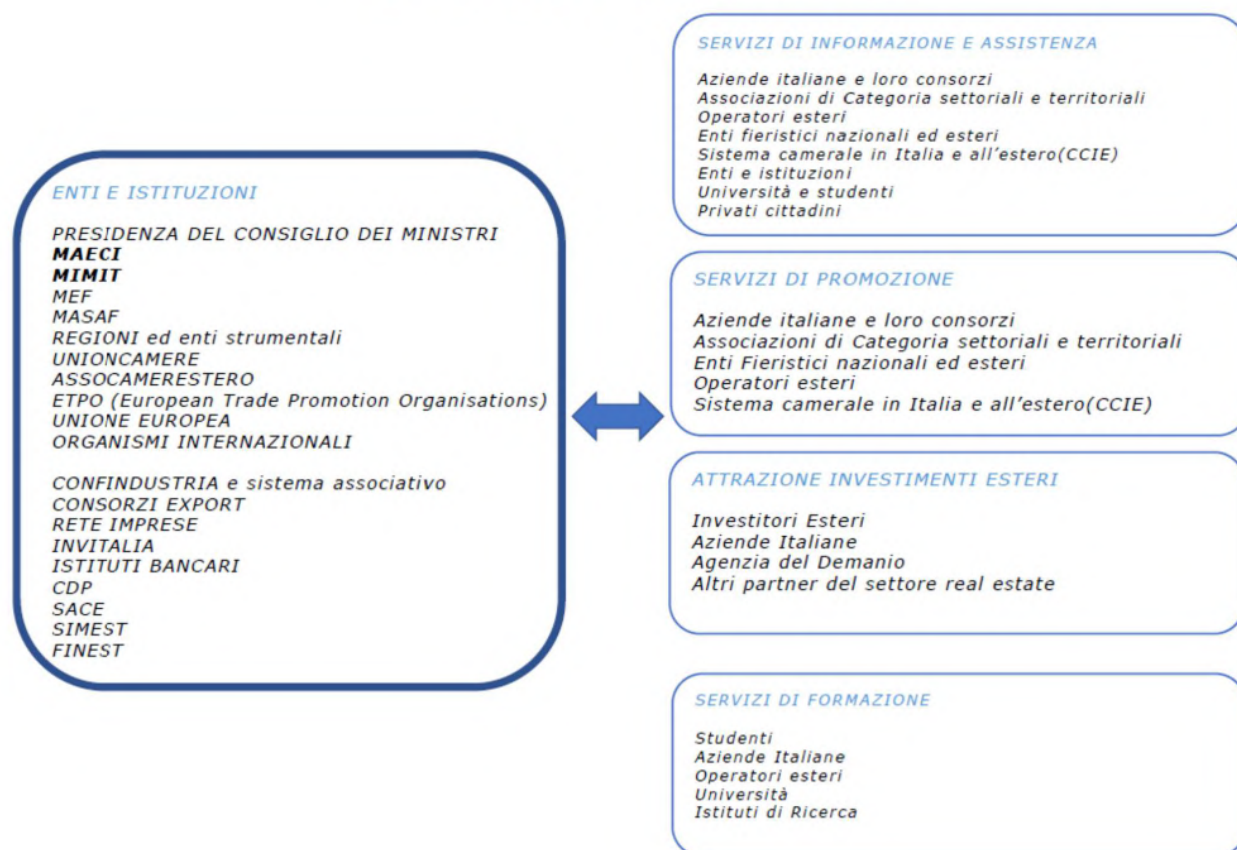 ENTI E ISTITUZIONI
PRESIDENZA DEL CONSIGLIO DEI MINISTRI
MAECI
MIMIT
MEF
MASAF
REGIONI ed enti strumentali
UNIONCAMERE
ASSOCAMERESTERO
ETPO (European Trade Promotion Organisations)
UNIONE EUROPEA
ORGANISMI INTERNAZIONALI
CONFINDUSTRIA e sistema associativo
CONSORZI EXPORT
RETE IMPRESE
INVITALIA
ISTITUTI BANCARI
CDP
SACE
SIMEST
FINEST
SERVIZI DI INFORMAZIONE E ASSISTENZA
Aziende italiane e loro consorzi
Associazioni di Categoria settoriali e territoriali
Operatori esteri
Enti fieristici nazionali ed esteri
Sistema camerale in Italia e all'estero(CCIE)
Enti e istituzioni
Università e studenti
Privati cittadini
SERVIZI DI PROMOZIONE
Aziende italiane e loro consorzi
Associazioni di Categoria settoriali e territoriali
Enti Fieristici nazionali ed esteri
Operatori esteri
Sistema camerale in Italia e all'estero(CCIE)
ATTRAZIONE INVESTIMENTI ESTERI
Investitori Esteri
Aziende Italiane
Agenzia del Demanio
Altri partner del settore real estate
SERVIZI DI FORMAZIONE
Studenti
Aziende Italiane
Operatori esteri
Università
Istituti di Ricerca